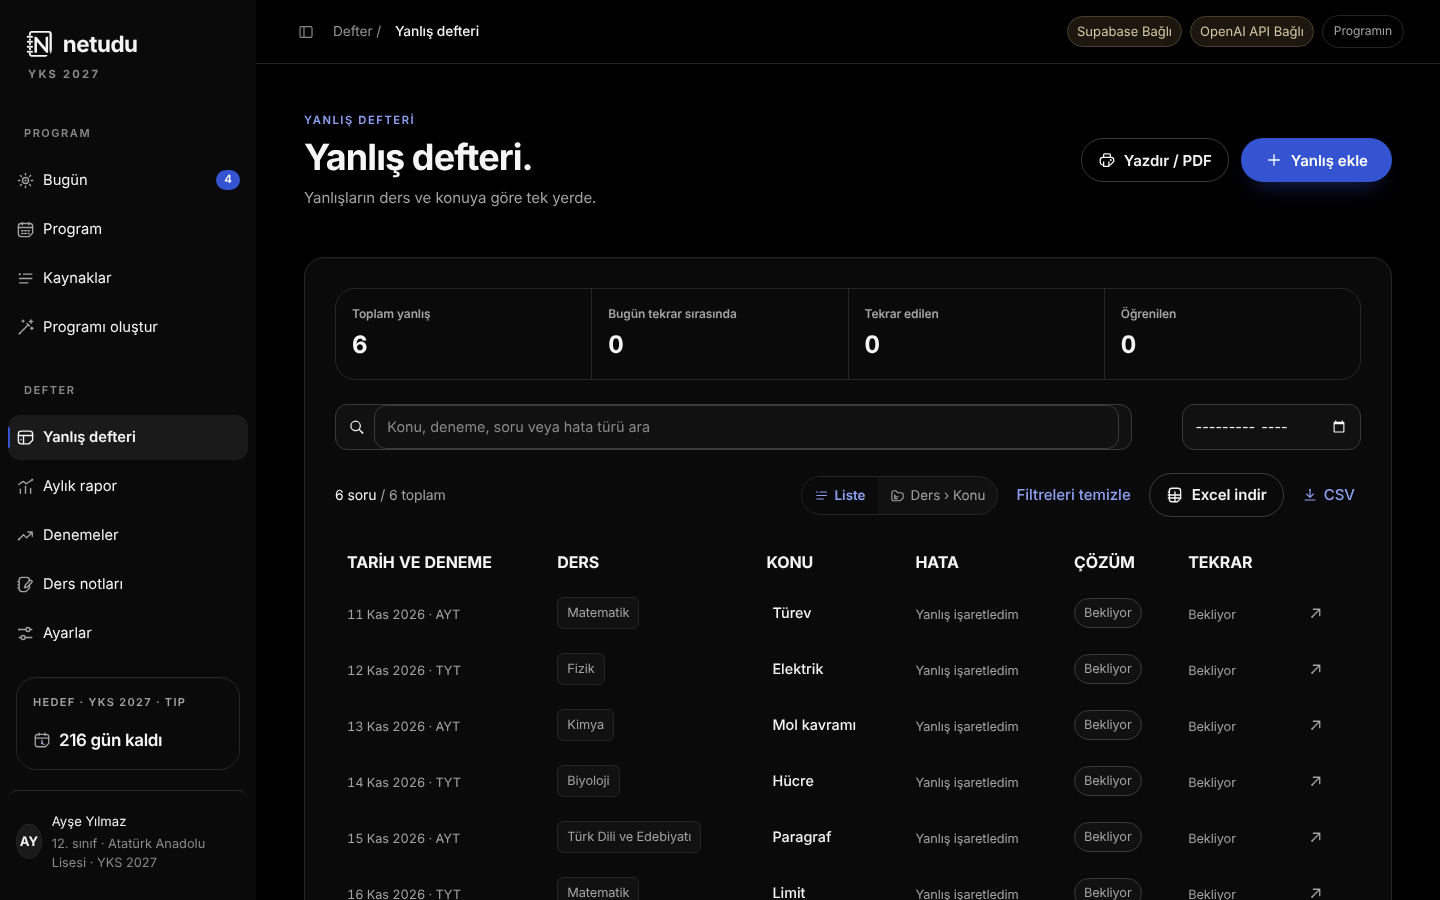 netudu
YKS 2027
PROGRAM
Bugün 4
Program
Kaynaklar
Programı oluştur
DEFTER
Yanlış defteri
Aylık rapor
Denemeler
Ders notları
Ayarlar
HEDEF · YKS 2027 · TIP
216 gün kaldı
AY
Ayşe Yılmaz
12. sınıf · Atatürk Anadolu
Lisesi · YKS 2027
Defter / Yanlış defteri
Supabase Bağlı OpenAI API Bağlı Programın
YANLIŞ DEFTERİ
Yanlış defteri.
Yanlışların ders ve konuya göre tek yerde.
Yazdır / PDF Yanlış ekle
Toplam yanlış Bugün tekrar sırasında Tekrar edilen Öğrenilen
6 0 0 0
Konu, deneme, soru veya hata türü ara --------- ----
6 soru / 6 toplam Liste Ders › Konu Filtreleri temizle Excel indir CSV
TARİH VE DENEME DERS KONU HATA ÇÖZÜM TEKRAR
11 Kas 2026 · AYT Matematik Türev Yanlış işaretledim Bekliyor Bekliyor
12 Kas 2026 · TYT Fizik Elektrik Yanlış işaretledim Bekliyor Bekliyor
13 Kas 2026 · AYT Kimya Mol kavramı Yanlış işaretledim Bekliyor Bekliyor
14 Kas 2026 · TYT Biyoloji Hücre Yanlış işaretledim Bekliyor Bekliyor
15 Kas 2026 · AYT Türk Dili ve Edebiyatı Paragraf Yanlış işaretledim Bekliyor Bekliyor
16 Kas 2026 · TYT Matematik Limit Yanlış işaretledim Bekliyor Bekliyor